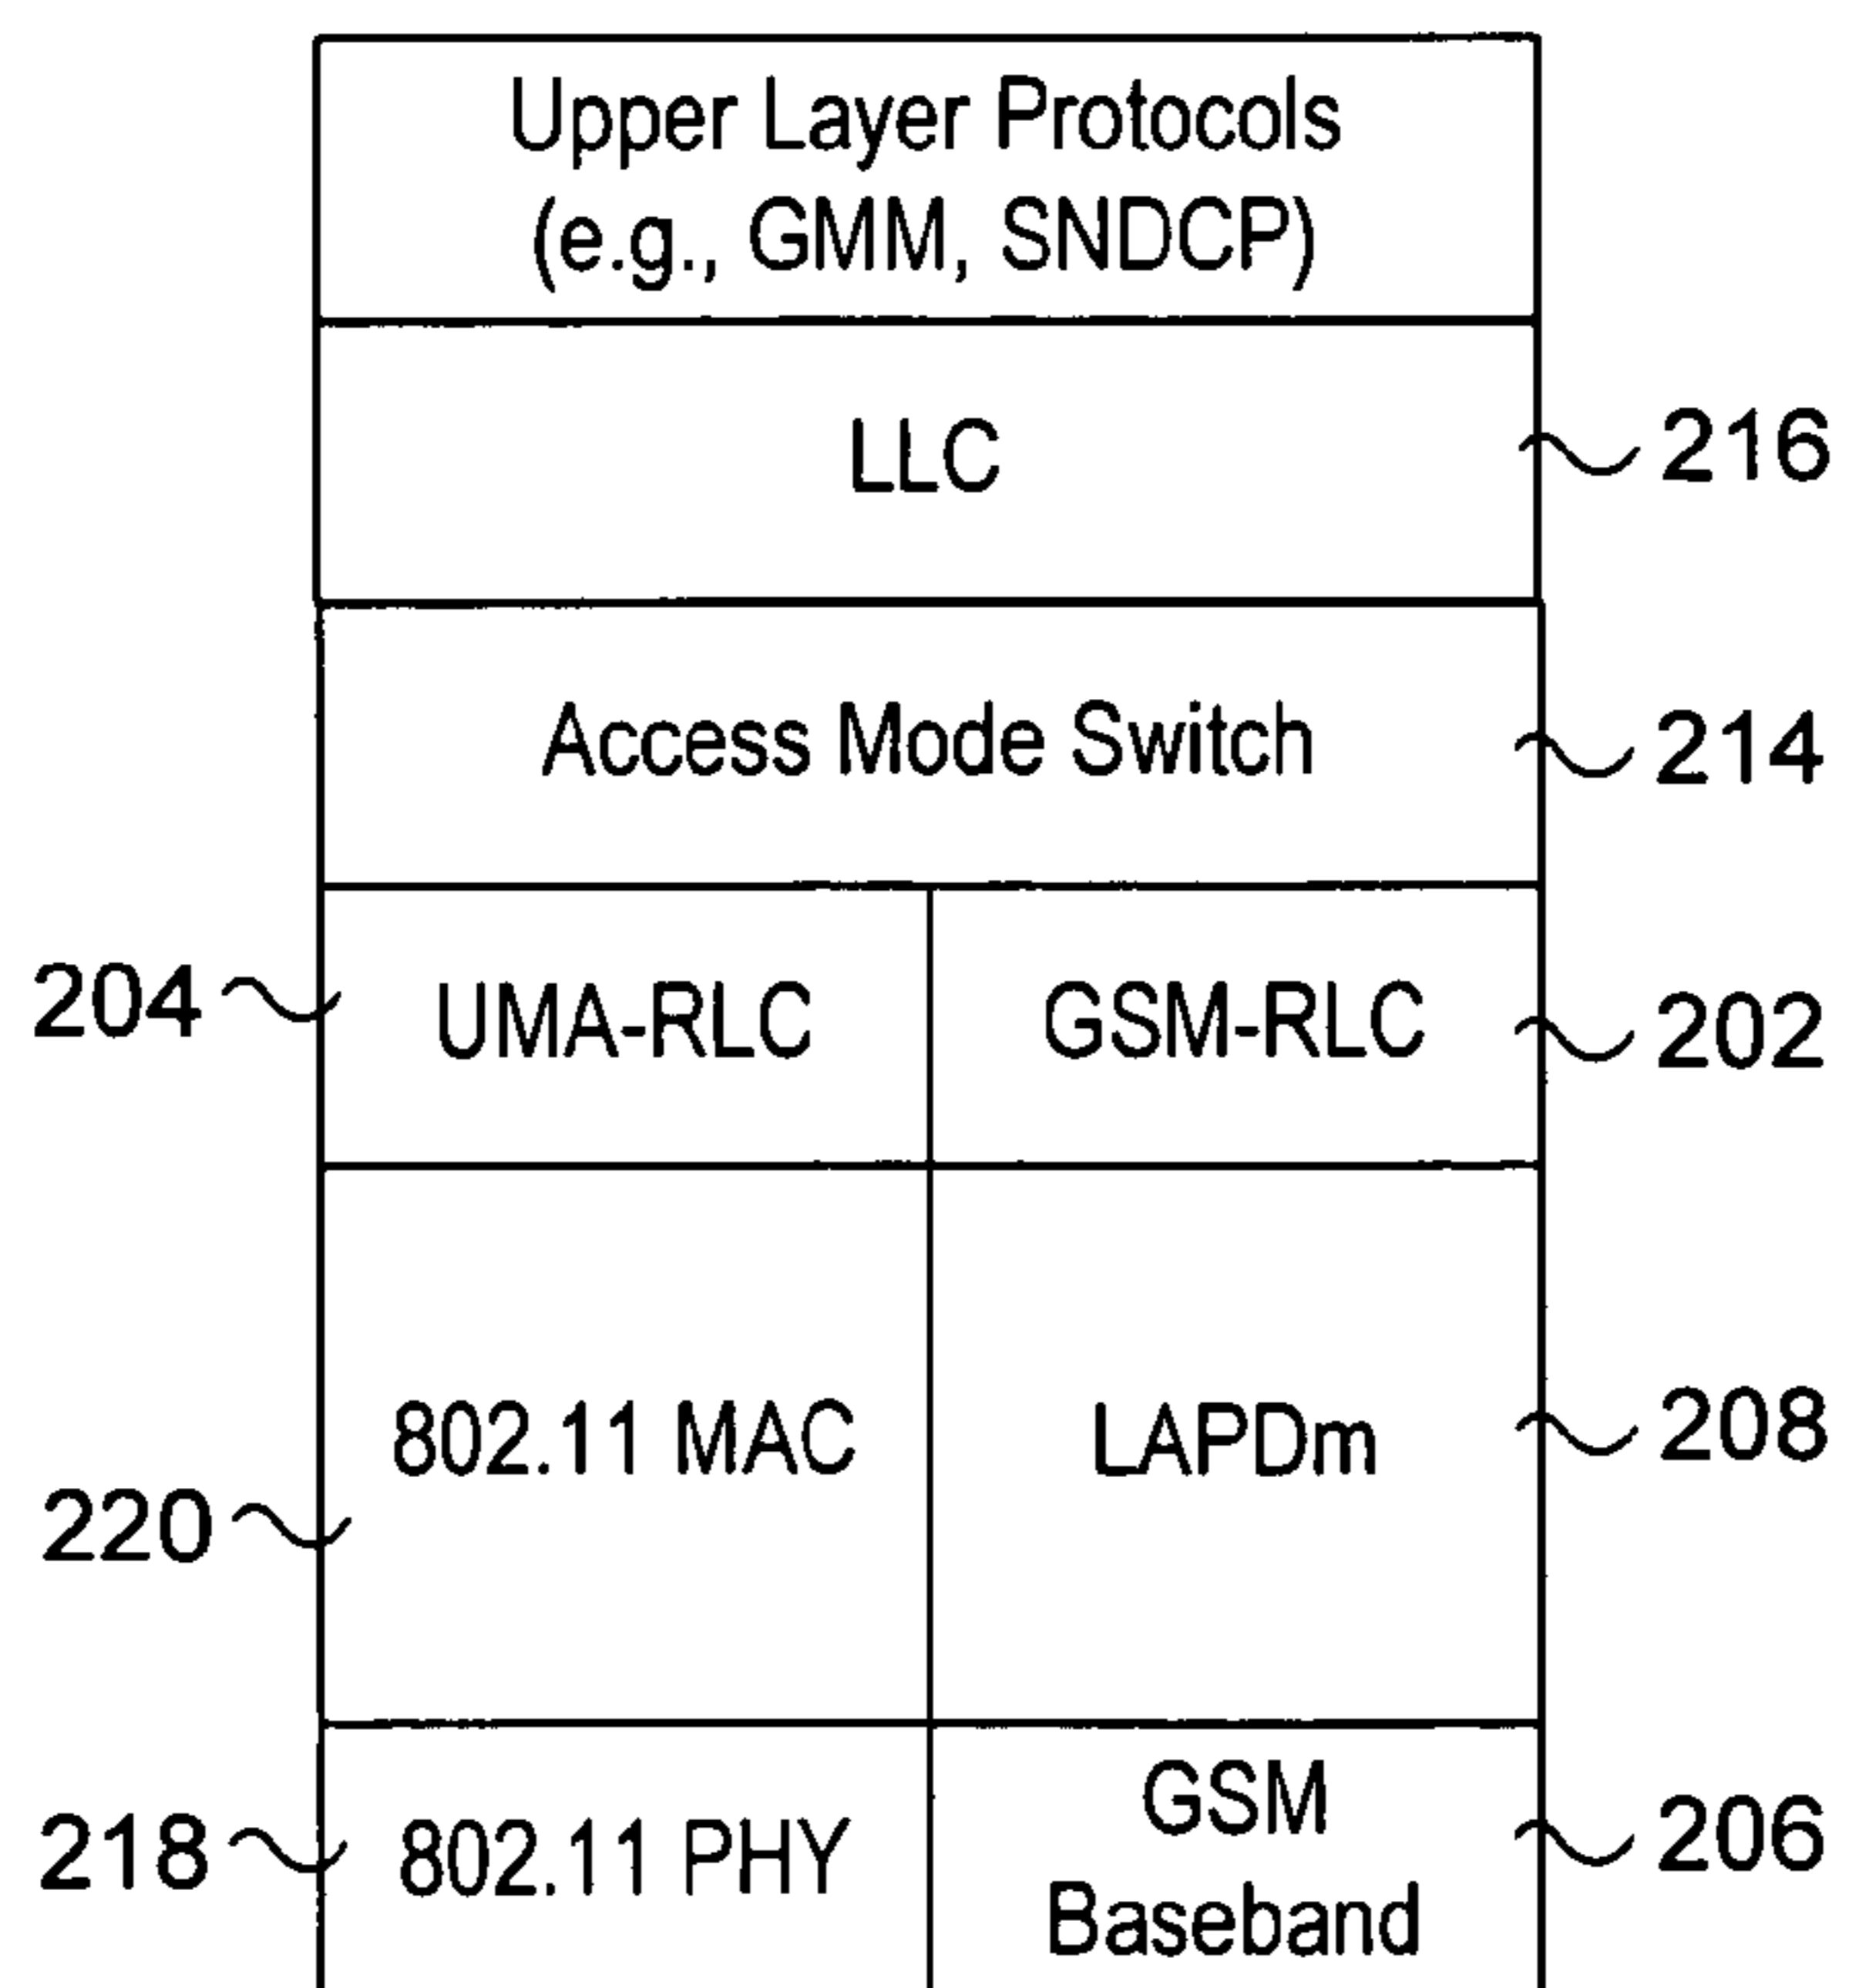 Upper Layer Protocols
(e.g., GMM, SNDCP)
LLC
216
Access Mode Switch
214
204
UMA-RLC
GSM-RLC
202
802.11 MAC
LAPDm
208
220
218
802.11 PHY
GSM
Baseband
206